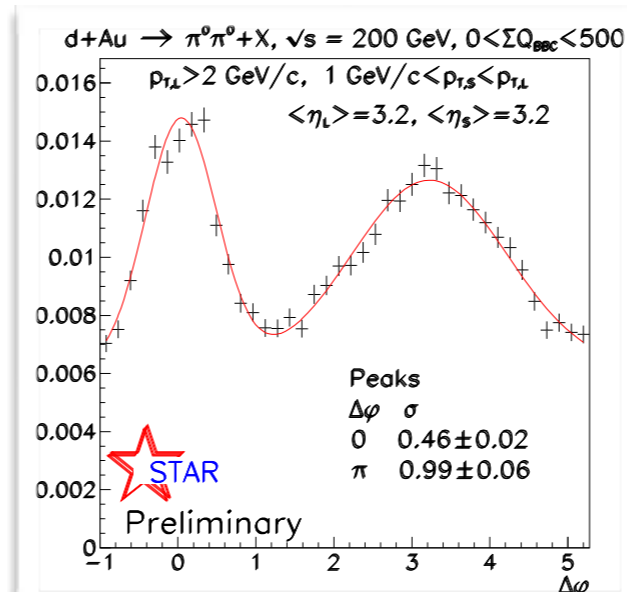 d+Au → π⁰π⁰+X, √s = 200 GeV, 0<ΣQ_BBC<500
p_T,L>2 GeV/c, 1 GeV/c<p_T,S<p_T,L
<η_L>=3.2, <η_S>=3.2
0.016
0.014
0.012
0.01
0.008
0.006
0.004
0.002
0
Peaks
Δφ σ
0 0.46±0.02
π 0.99±0.06
STAR
Preliminary
−1 0 1 2 3 4 5
Δφ